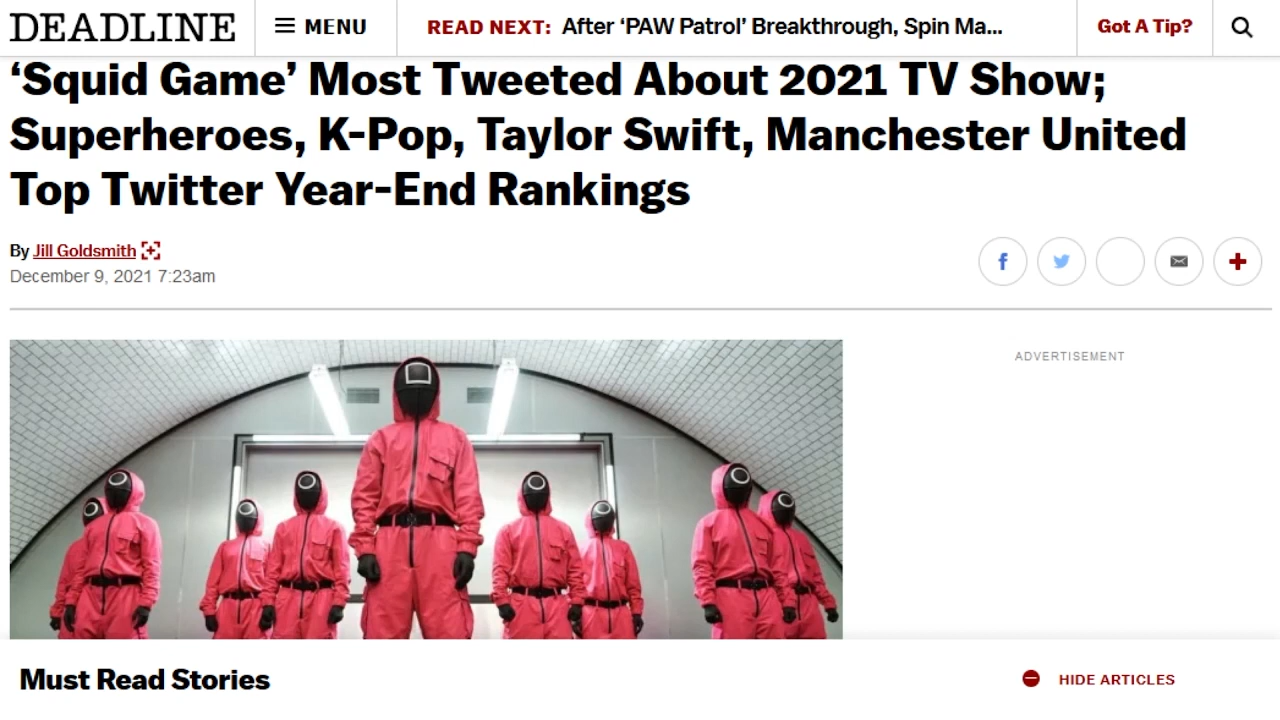 DEADLINE
MENU
READ NEXT: After ‘PAW Patrol’ Breakthrough, Spin Ma...
Got A Tip?
‘Squid Game’ Most Tweeted About 2021 TV Show;
Superheroes, K-Pop, Taylor Swift, Manchester United
Top Twitter Year-End Rankings
By Jill Goldsmith
December 9, 2021 7:23am
ADVERTISEMENT
Must Read Stories
HIDE ARTICLES